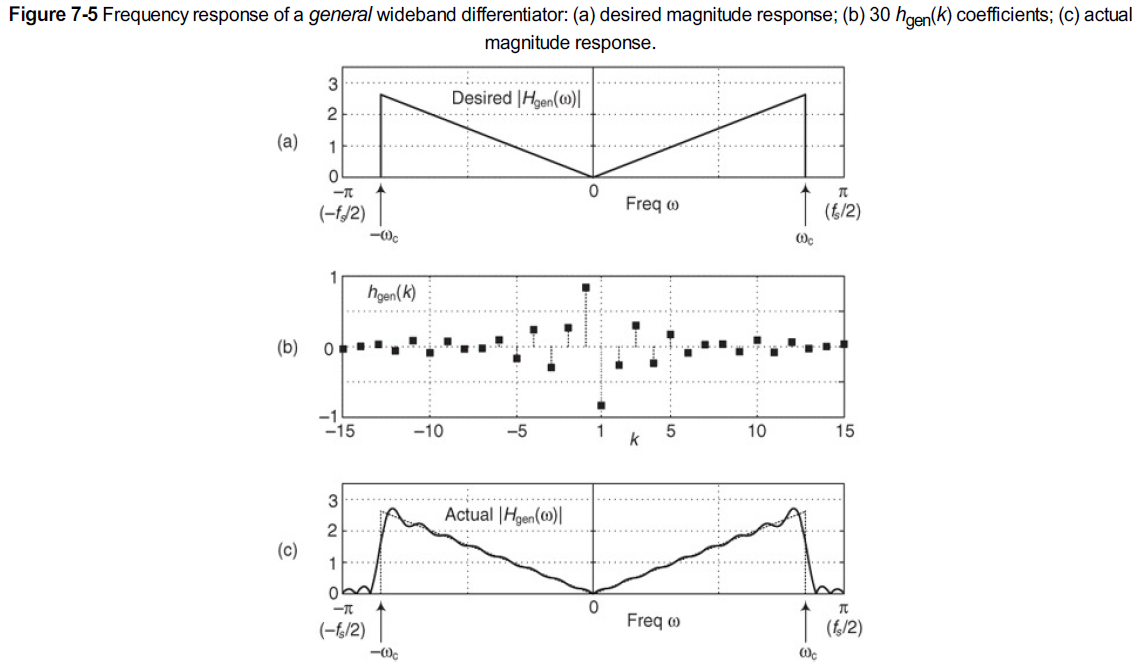 Figure 7-5 Frequency response of a general wideband differentiator: (a) desired magnitude response; (b) 30 hgen(k) coefficients; (c) actual
magnitude response.
3
Desired |Hgen(ω)|
2
(a)
1
0
−π
0
π
(−fs/2)
Freq ω
(fs/2)
−ωc
ωc
1
hgen(k)
(b)
0
−1
−15
−10
−5
1
k
5
10
15
3
Actual |Hgen(ω)|
2
(c)
1
0
−π
0
π
(−fs/2)
Freq ω
(fs/2)
−ωc
ωc